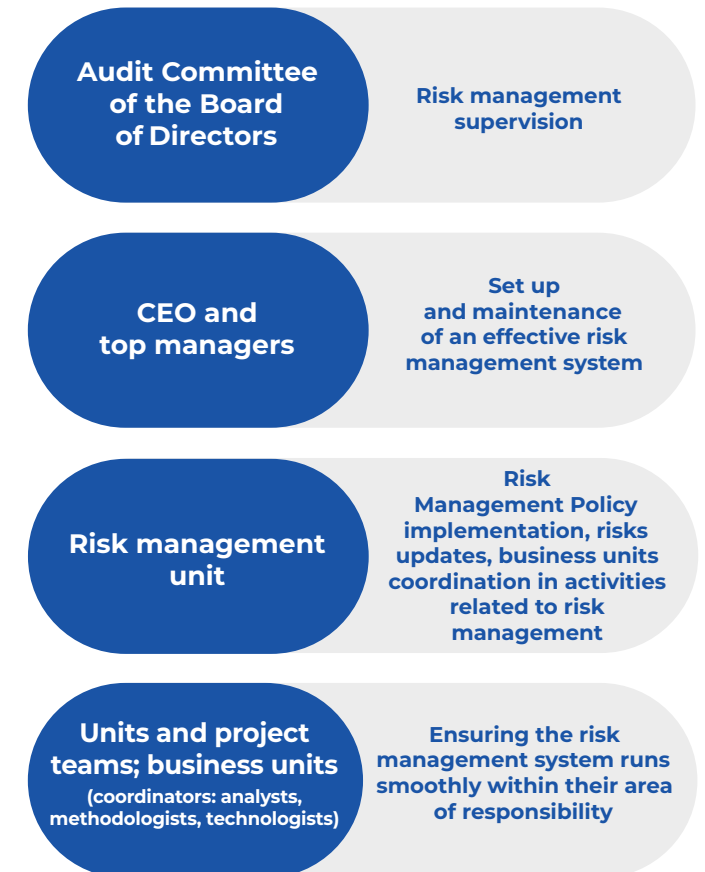 Audit Committee
of the Board
of Directors
Risk management
supervision
CEO and
top managers
Set up
and maintenance
of an effective risk
management system
Risk management
unit
Risk
Management Policy
implementation, risks
updates, business units
coordination in activities
related to risk
management
Units and project
teams; business units
(coordinators: analysts,
methodologists, technologists)
Ensuring the risk
management system runs
smoothly within their area
of responsibility